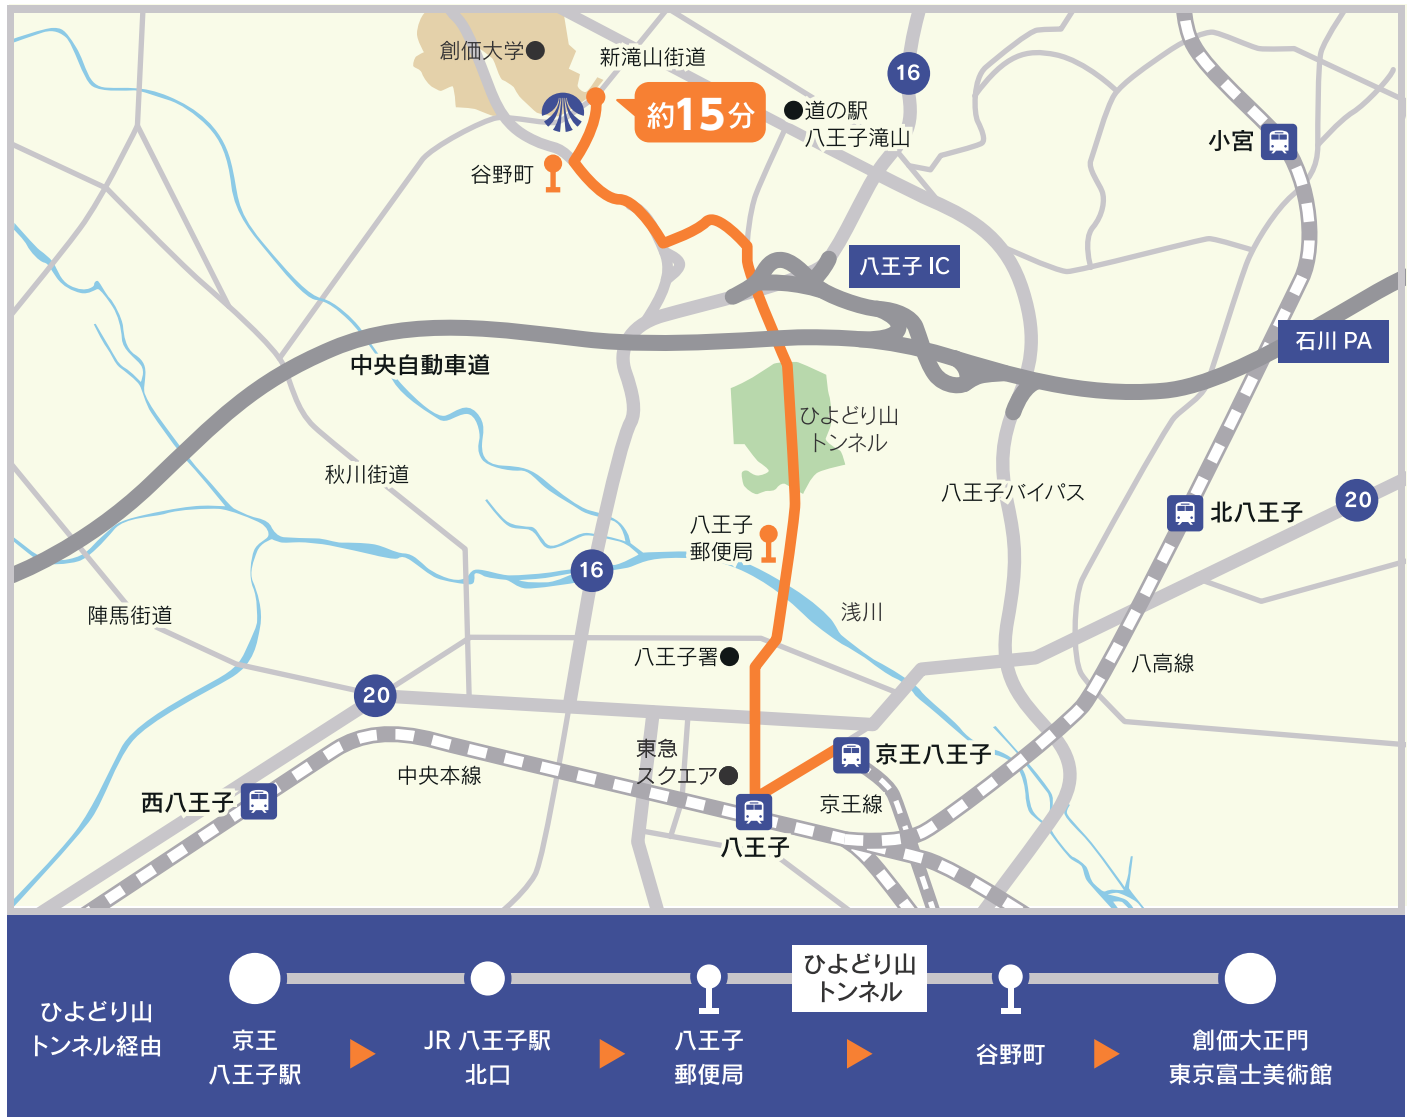 創価大学
新滝山街道
16
約15分
道の駅
八王子滝山
小宮
谷野町
八王子 IC
石川 PA
中央自動車道
ひよどり山
トンネル
秋川街道
八王子バイパス
20
北八王子
八王子
郵便局
16
陣馬街道
浅川
八王子署
八高線
20
東急
スクエア
京王八王子
中央本線
西八王子
京王線
八王子
ひよどり山
トンネル経由
京王
八王子駅
JR 八王子駅
北口
八王子
郵便局
ひよどり山
トンネル
谷野町
創価大正門
東京富士美術館